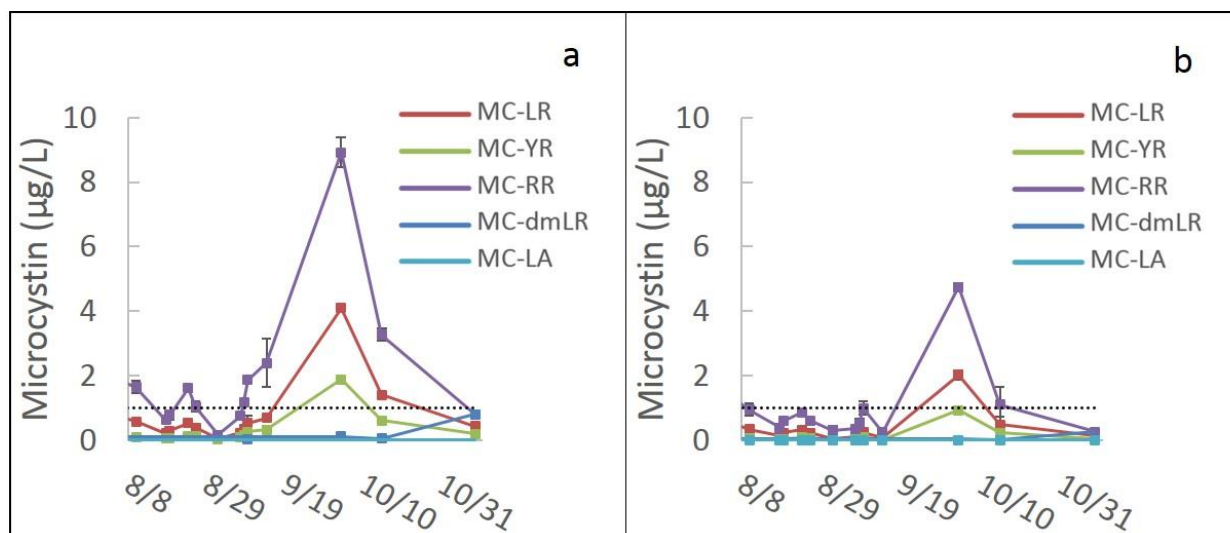 a
Microcystin (µg/L)
10
8
6
4
2
0
MC-LR
MC-YR
MC-RR
MC-dmLR
MC-LA
8/8
8/29
9/19
10/10
10/31
b
Microcystin (µg/L)
10
8
6
4
2
0
MC-LR
MC-YR
MC-RR
MC-dmLR
MC-LA
8/8
8/29
9/19
10/10
10/31